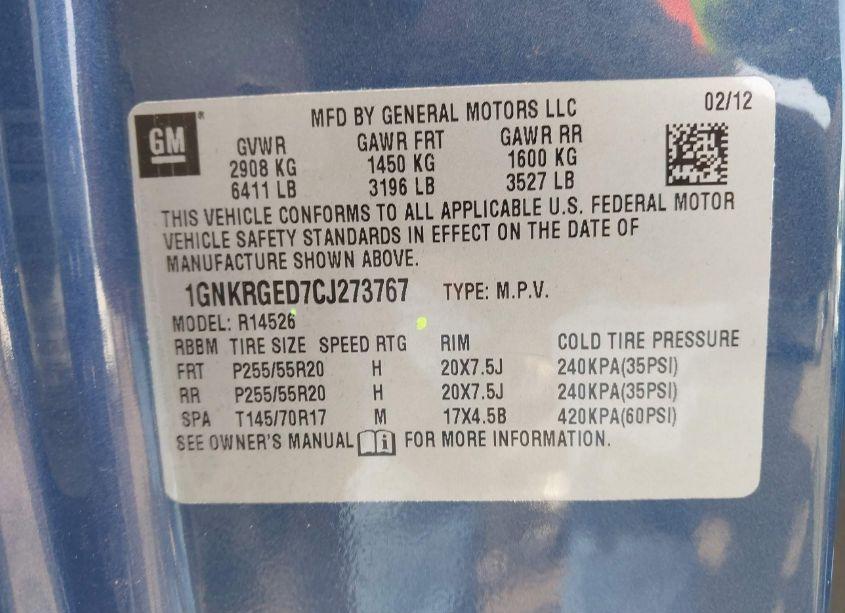 GM®
MFD BY GENERAL MOTORS LLC 02/12
GVWR GAWR FRT GAWR RR
2908 KG 1450 KG 1600 KG
6411 LB 3196 LB 3527 LB
THIS VEHICLE CONFORMS TO ALL APPLICABLE U.S. FEDERAL MOTOR
VEHICLE SAFETY STANDARDS IN EFFECT ON THE DATE OF
MANUFACTURE SHOWN ABOVE.
1GNKRGED7CJ273767 TYPE: M.P.V.
MODEL: R14526
RBBM TIRE SIZE SPEED RTG RIM COLD TIRE PRESSURE
FRT P255/55R20 H 20X7.5J 240KPA(35PSI)
RR P255/55R20 H 20X7.5J 240KPA(35PSI)
SPA T145/70R17 M 17X4.5B 420KPA(60PSI)
SEE OWNER'S MANUAL i FOR MORE INFORMATION.